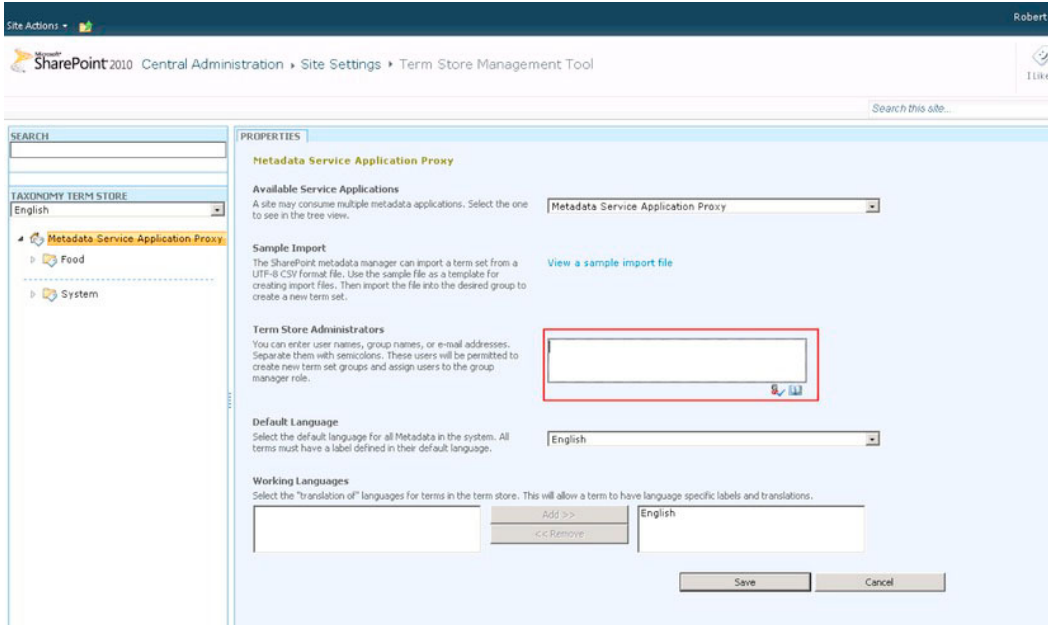 Robert
Site Actions
Microsoft
SharePoint 2010 Central Administration Site Settings Term Store Management Tool
I Like
Search this site...
SEARCH
TAXONOMY TERM STORE
English
Metadata Service Application Proxy
Food
System
PROPERTIES
Metadata Service Application Proxy
Available Service Applications
A site may consume multiple metadata applications. Select the one
to see in the tree view.
Metadata Service Application Proxy
Sample Import
The SharePoint metadata manager can import a term set from a
UTF-8 CSV format file. Use the sample file as a template for
creating import files. Then import the file into the desired group to
create a new term set.
View a sample import file
Term Store Administrators
You can enter user names, group names, or e-mail addresses.
Separate them with semicolons. These users will be permitted to
create new term set groups and assign users to the group
manager role.
Default Language
Select the default language for all Metadata in the system. All
terms must have a label defined in their default language.
English
Working Languages
Select the "translation of" languages for terms in the term store. This will allow a term to have language specific labels and translations.
Add >>
<< Remove
English
Save
Cancel